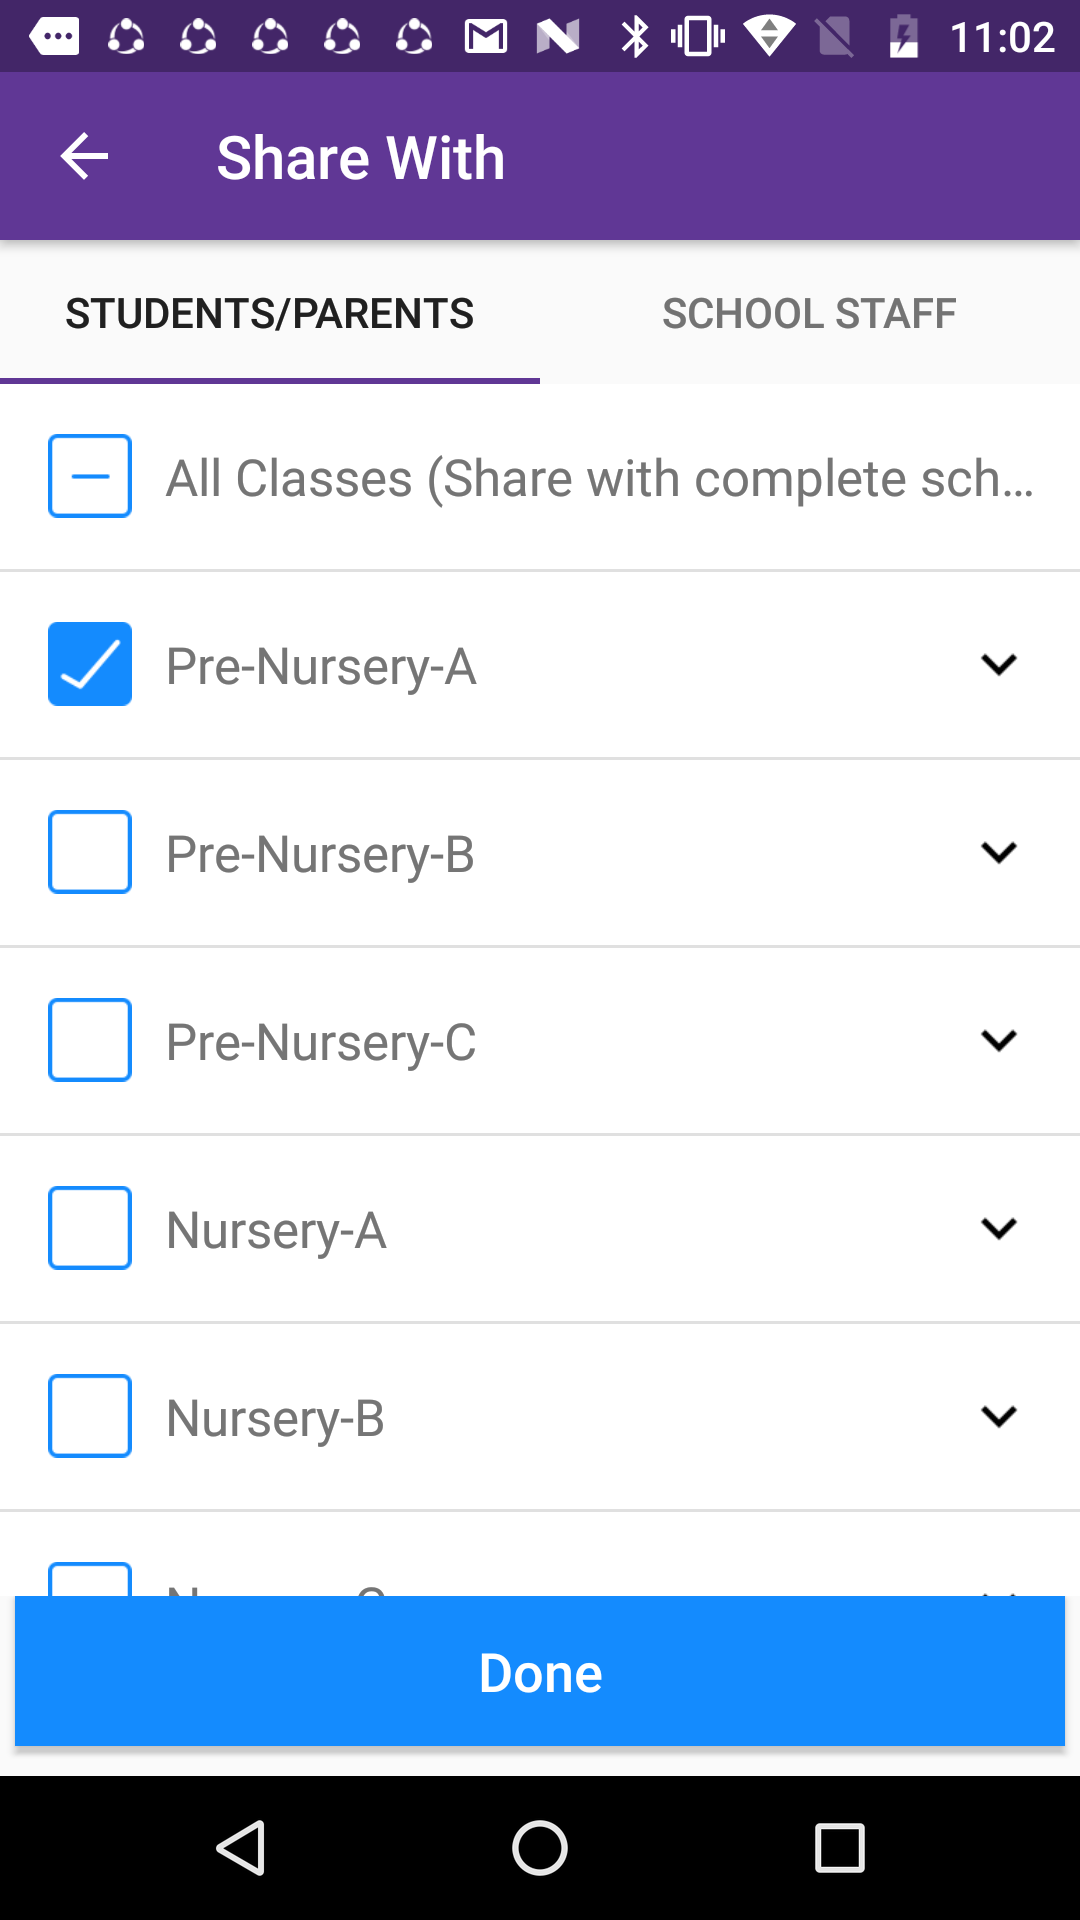 11:02
Share With
STUDENTS/PARENTS
SCHOOL STAFF
All Classes (Share with complete sch...
Pre-Nursery-A
Pre-Nursery-B
Pre-Nursery-C
Nursery-A
Nursery-B
Done